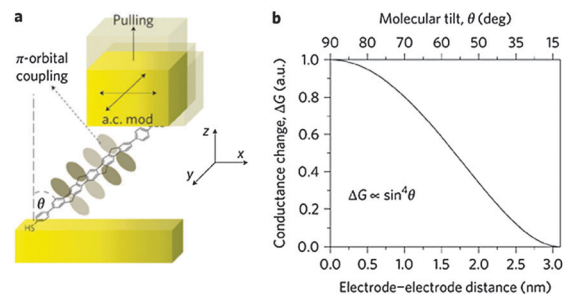 a
Pulling
π-orbital
coupling
a.c. mod
z
x
y
θ
HS
b
Molecular tilt, θ (deg)
90 80 70 60 50 35 15
Conductance change, ΔG (a.u.)
1.0
0.8
0.6
0.4
0.2
0.0
ΔG ∝ sin⁴θ
0.0 0.5 1.0 1.5 2.0 2.5 3.0
Electrode–electrode distance (nm)